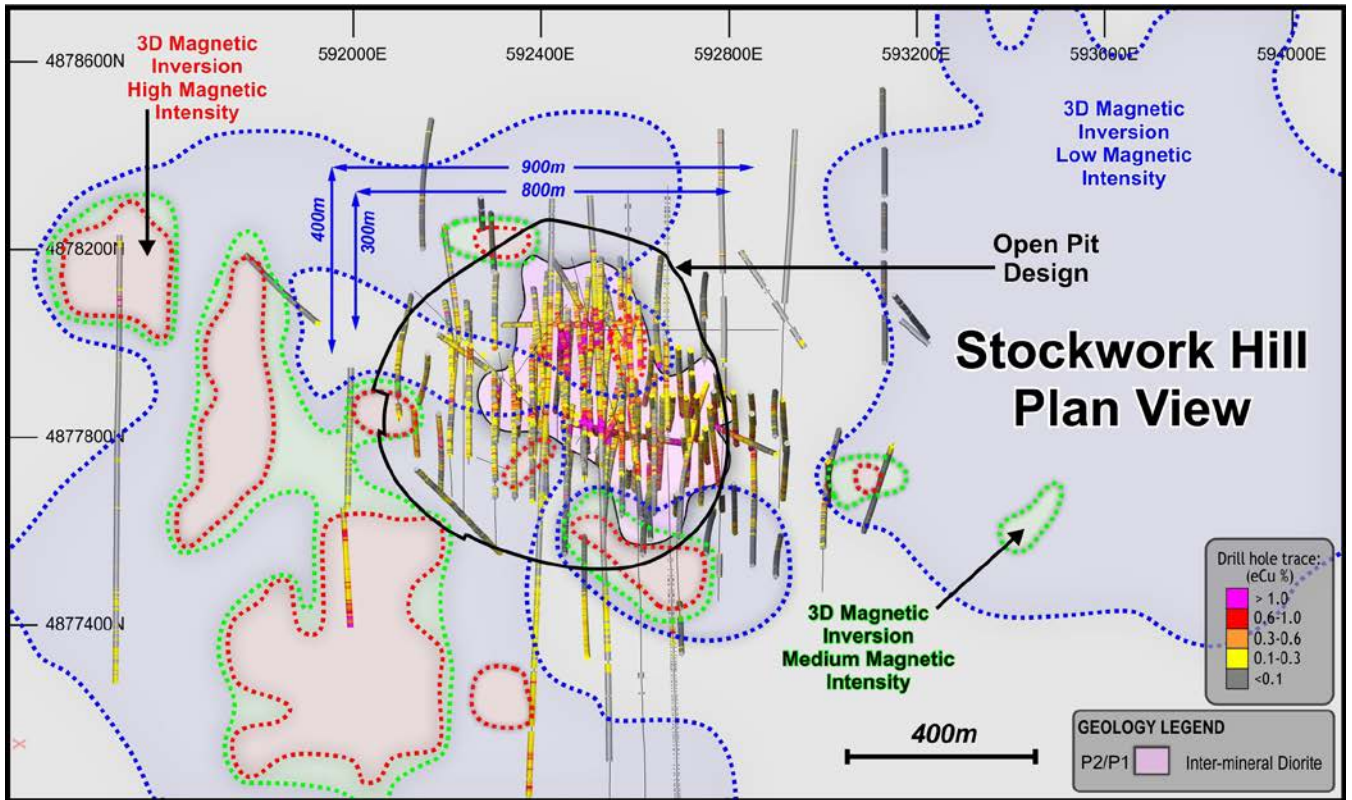 592000E
592400E
592800E
593200E
593600E
594000E
4878600N
4878200N
4877800N
4877400N
3D Magnetic
Inversion
High Magnetic
Intensity
3D Magnetic
Inversion
Low Magnetic
Intensity
900m
800m
400m
300m
Open Pit
Design
Stockwork Hill
Plan View
3D Magnetic
Inversion
Medium Magnetic
Intensity
400m
Drill hole trace:
(eCu %)
> 1.0
0.6-1.0
0.3-0.6
0.1-0.3
<0.1
GEOLOGY LEGEND
P2/P1 Inter-mineral Diorite
X